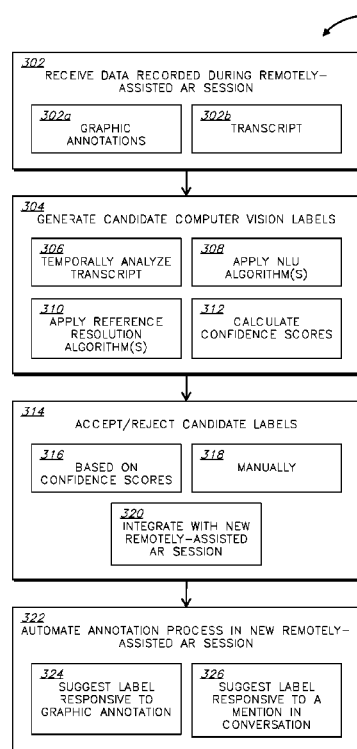 302
RECEIVE DATA RECORDED DURING REMOTELY-
ASSISTED AR SESSION
302a
GRAPHIC
ANNOTATIONS
302b
TRANSCRIPT
304
GENERATE CANDIDATE COMPUTER VISION LABELS
306
TEMPORALLY ANALYZE
TRANSCRIPT
308
APPLY NLU
ALGORITHM(S)
310
APPLY REFERENCE
RESOLUTION
ALGORITHM(S)
312
CALCULATE
CONFIDENCE SCORES
314
ACCEPT/REJECT CANDIDATE LABELS
316
BASED ON
CONFIDENCE SCORES
318
MANUALLY
320
INTEGRATE WITH NEW
REMOTELY-ASSISTED
AR SESSION
322
AUTOMATE ANNOTATION PROCESS IN NEW REMOTELY-
ASSISTED AR SESSION
324
SUGGEST LABEL
RESPONSIVE TO
GRAPHIC ANNOTATION
326
SUGGEST LABEL
RESPONSIVE TO A
MENTION IN
CONVERSATION